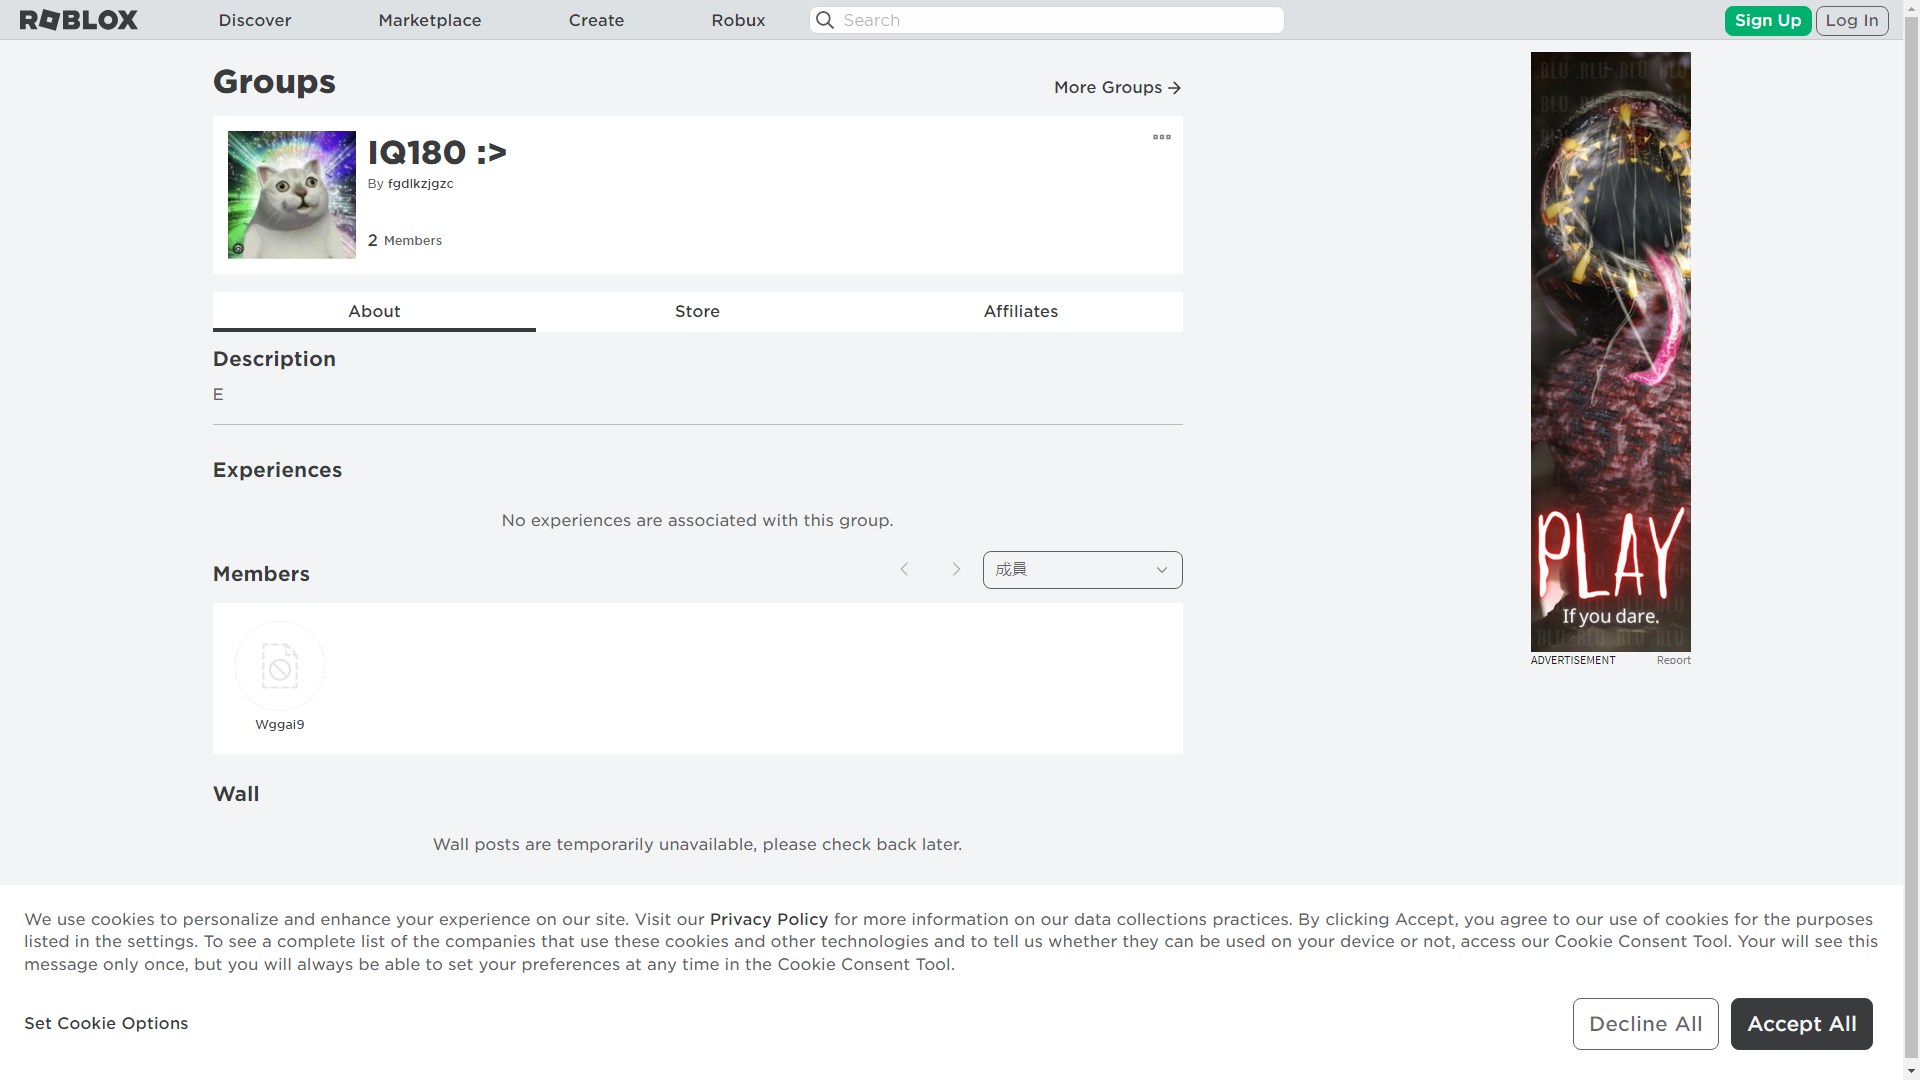 ROBLOX Discover Marketplace Create Robux Search Sign Up Log In
Groups
More Groups
IQ180 :>
By fgdlkzjgzc
2 Members
About Store Affiliates
Description
E
Experiences
No experiences are associated with this group.
Members
成員
Wggai9
Wall
Wall posts are temporarily unavailable, please check back later.
PLAY
If you dare.
ADVERTISEMENT Report
We use cookies to personalize and enhance your experience on our site. Visit our Privacy Policy for more information on our data collections practices. By clicking Accept, you agree to our use of cookies for the purposes
listed in the settings. To see a complete list of the companies that use these cookies and other technologies and to tell us whether they can be used on your device or not, access our Cookie Consent Tool. Your will see this
message only once, but you will always be able to set your preferences at any time in the Cookie Consent Tool.
Set Cookie Options
Decline All
Accept All